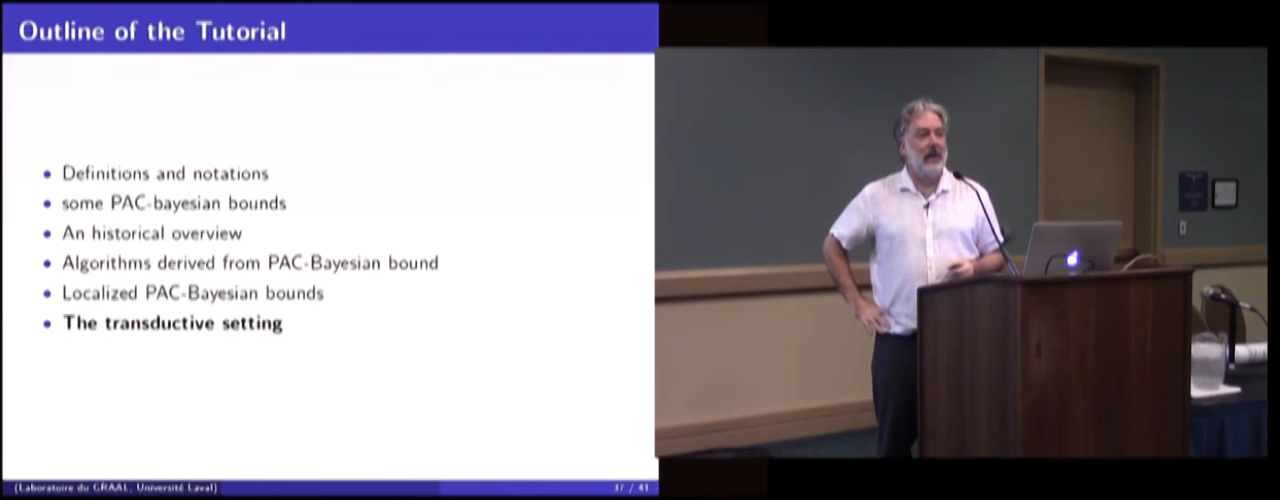 Outline of the Tutorial
Definitions and notations
some PAC-bayesian bounds
An historical overview
Algorithms derived from PAC-Bayesian bound
Localized PAC-Bayesian bounds
The transductive setting
(Laboratoire du GRAAL, Université Laval)
37 / 41